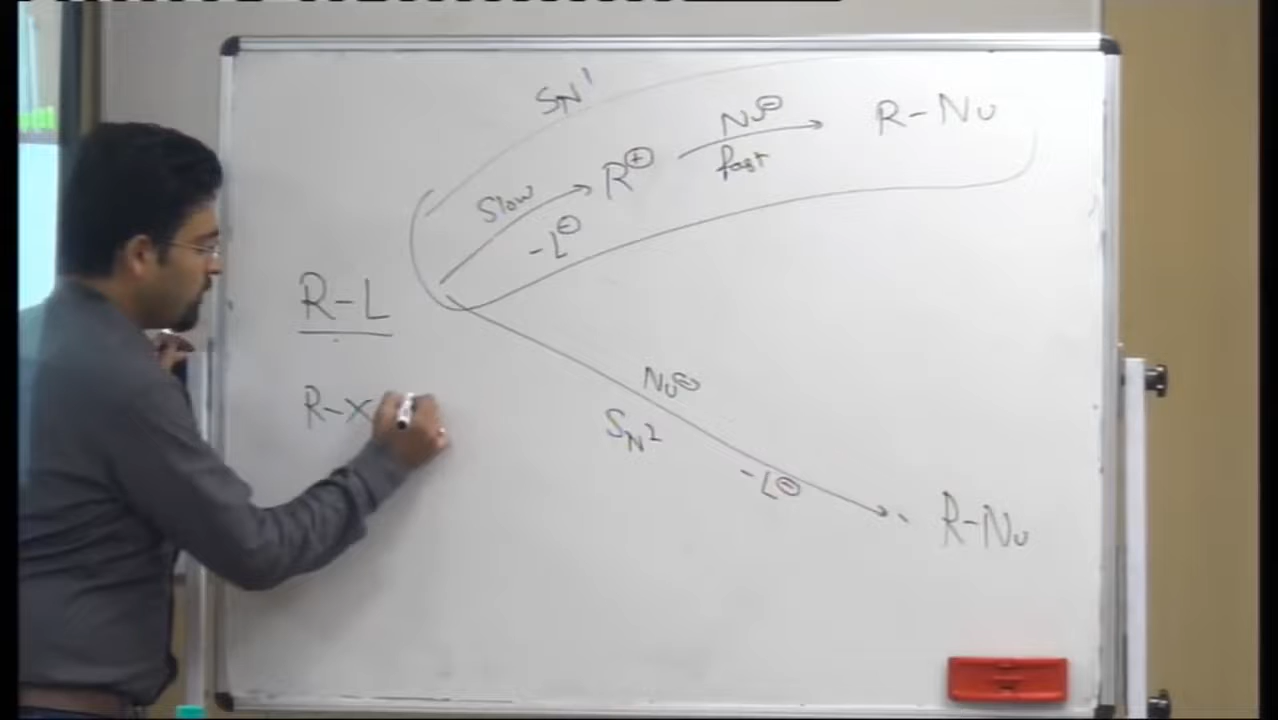 SN1
Slow
-L⊖
R⊕
Nu⊖
fast
R-Nu
R-L
R-X
Nu⊖
SN2
-L⊖
R-Nu